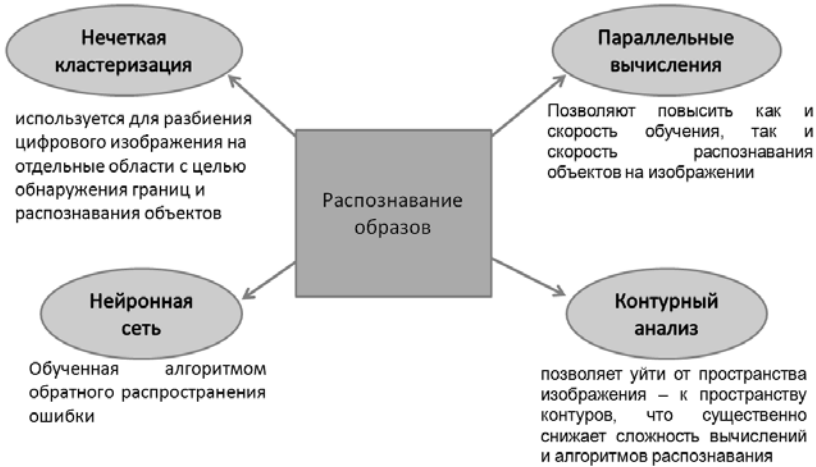 Нечеткая
кластеризация
используется для разбиения
цифрового изображения на
отдельные области с целью
обнаружения границ и
распознавания объектов
Параллельные
вычисления
Позволяют повысить как и
скорость обучения, так и
скорость распознавания
объектов на изображении
Распознавание
образов
Нейронная
сеть
Обученная алгоритмом
обратного распространения
ошибки
Контурный
анализ
позволяет уйти от пространства
изображения – к пространству
контуров, что существенно
снижает сложность вычислений
и алгоритмов распознавания